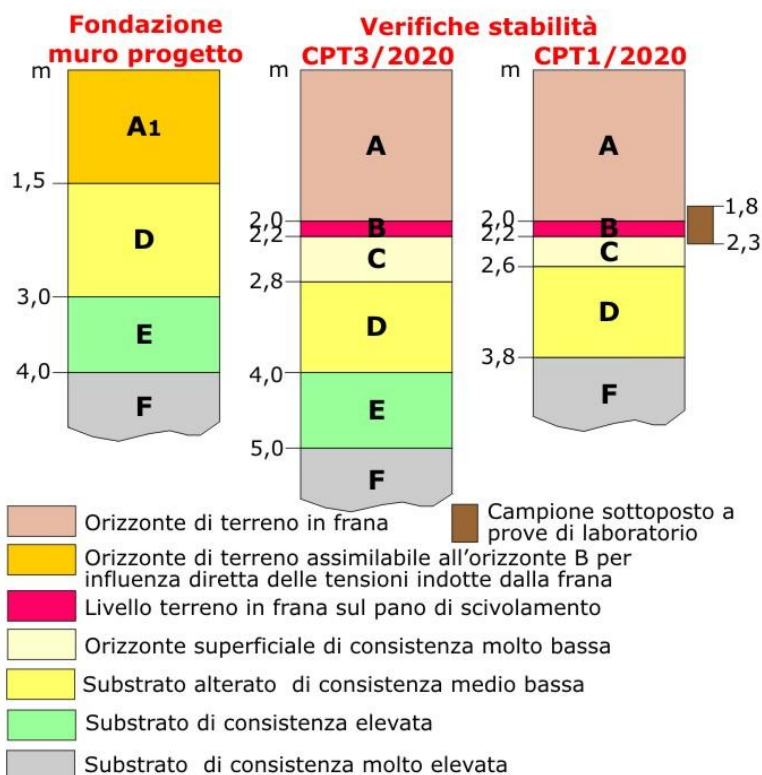 Fondazione
muro progetto
Verifiche stabilità
CPT3/2020
CPT1/2020
m
A1
1,5
D
3,0
E
4,0
F
m
A
2,0
B
2,2
C
2,8
D
4,0
E
5,0
F
m
A
1,8
2,0
B
2,2
2,3
C
2,6
D
3,8
F
Orizzonte di terreno in frana
Campione sottoposto a
prove di laboratorio
Orizzonte di terreno assimilabile all'orizzonte B per
influenza diretta delle tensioni indotte dalla frana
Livello terreno in frana sul pano di scivolamento
Orizzonte superficiale di consistenza molto bassa
Substrato alterato di consistenza medio bassa
Substrato di consistenza elevata
Substrato di consistenza molto elevata